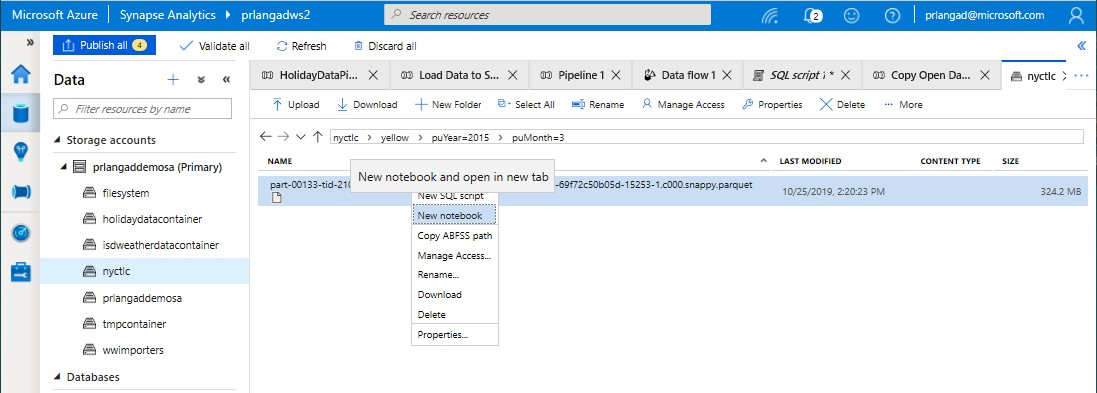 Microsoft Azure Synapse Analytics › prlangadws2 Search resources 2 prlangad@microsoft.com
Publish all 4 Validate all Refresh Discard all
Data
Filter resources by name
Storage accounts
prlangaddemosa (Primary)
filesystem
holidaydatacontainer
isdweatherdatacontainer
nyctlc
prlangaddemosa
tmpcontainer
wwimporters
Databases
HolidayDataPi... Load Data to S... Pipeline 1 Data flow 1 SQL script 1 * Copy Open Da... nyctlc
Upload Download New Folder Select All Rename Manage Access Properties Delete More
nyctlc yellow puYear=2015 puMonth=3
NAME LAST MODIFIED CONTENT TYPE SIZE
New notebook and open in new tab
part-00133-tid-210 -69f72c50b05d-15253-1.c000.snappy.parquet 10/25/2019, 2:20:23 PM 324.2 MB
New SQL script
New notebook
Copy ABFSS path
Manage Access...
Rename...
Download
Delete
Properties...